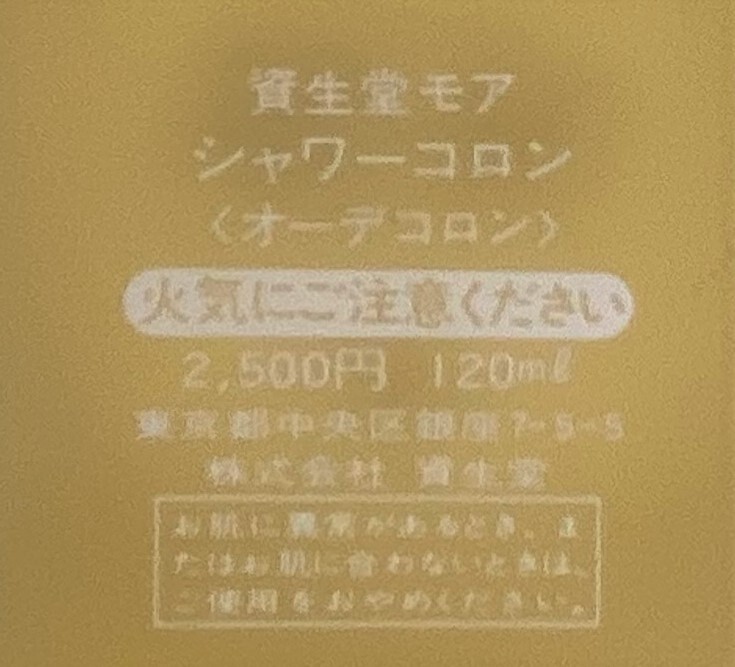 資生堂モア
シャワーコロン
〈オーデコロン〉
火気にご注意ください
2,500円 120ml
東京都中央区銀座7-5-5
株式会社 資生堂
お肌に異常があるとき、ま
たはお肌に合わないときは、
ご使用をおやめください。